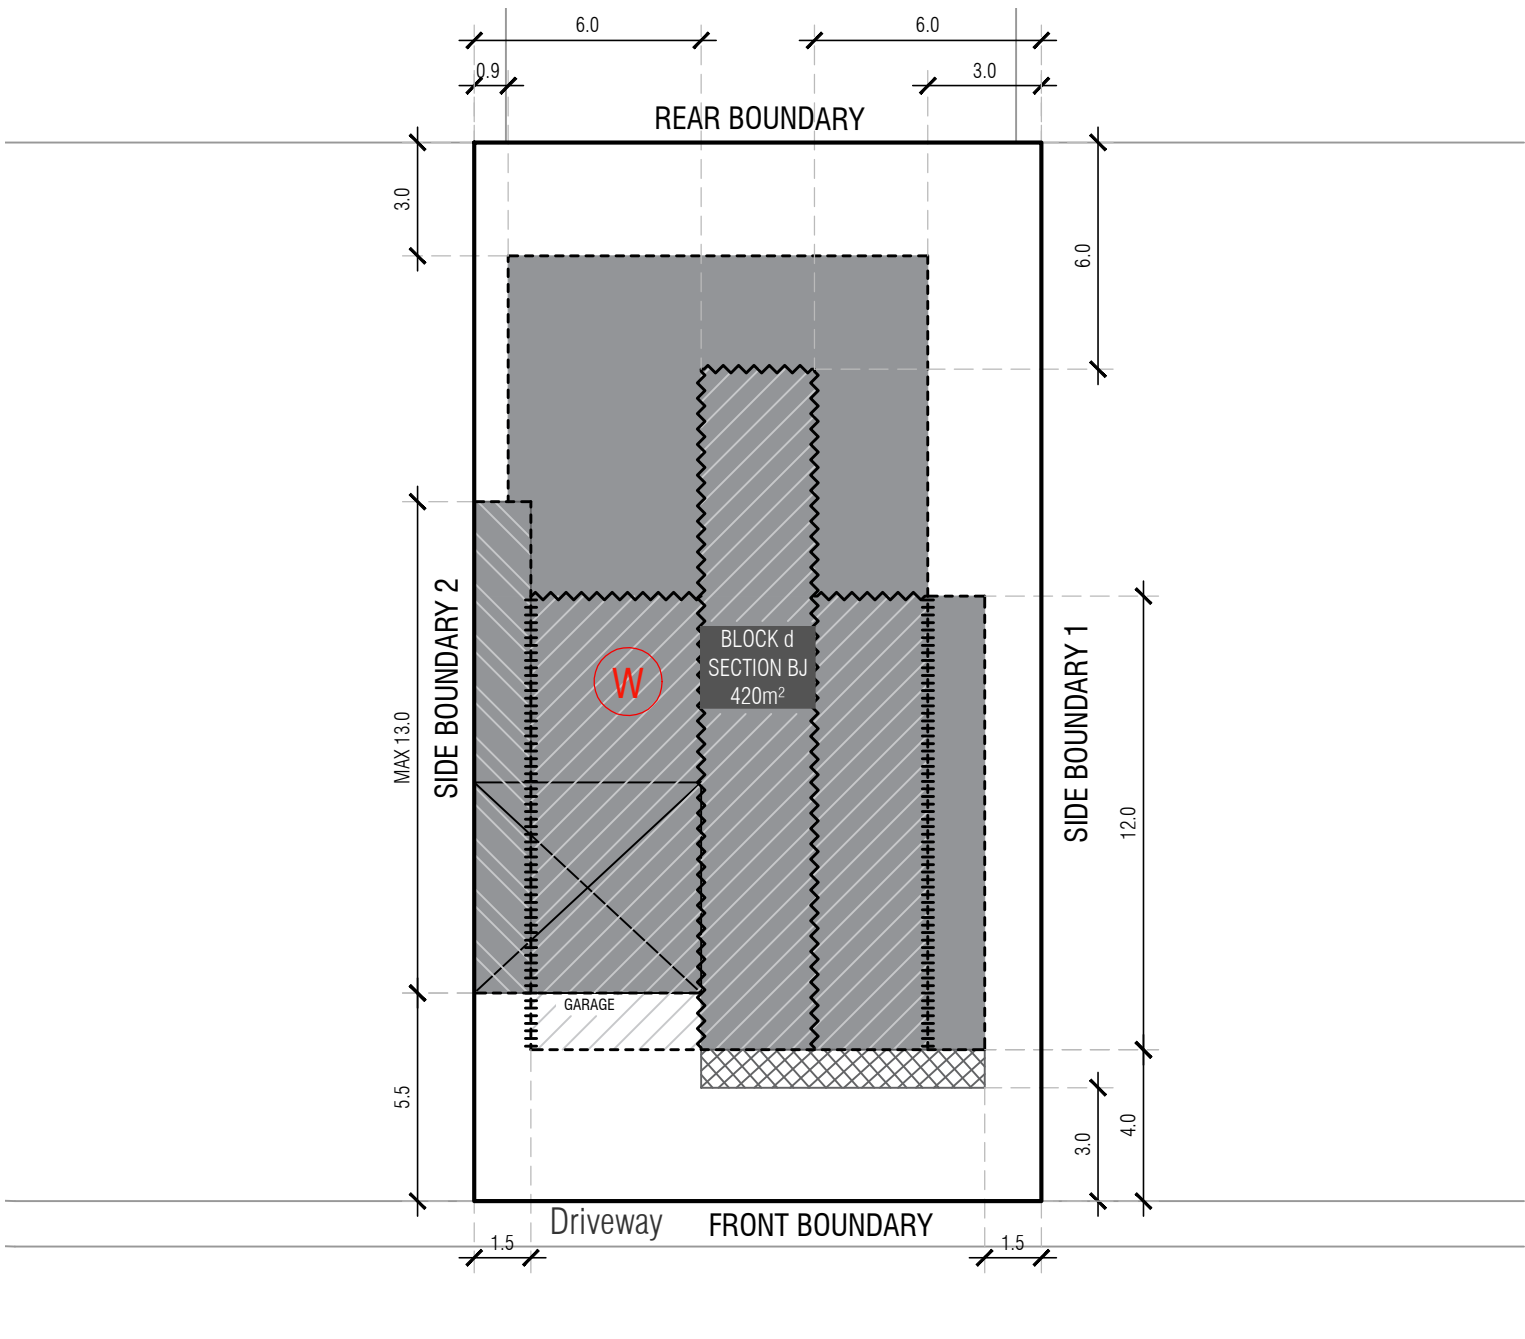 6.0
6.0
0.9
3.0
REAR BOUNDARY
3.0
6.0
SIDE BOUNDARY 2
MAX 13.0
W
BLOCK d
SECTION BJ
420m²
SIDE BOUNDARY 1
12.0
GARAGE
5.5
3.0
4.0
Driveway
FRONT BOUNDARY
1.5
1.5